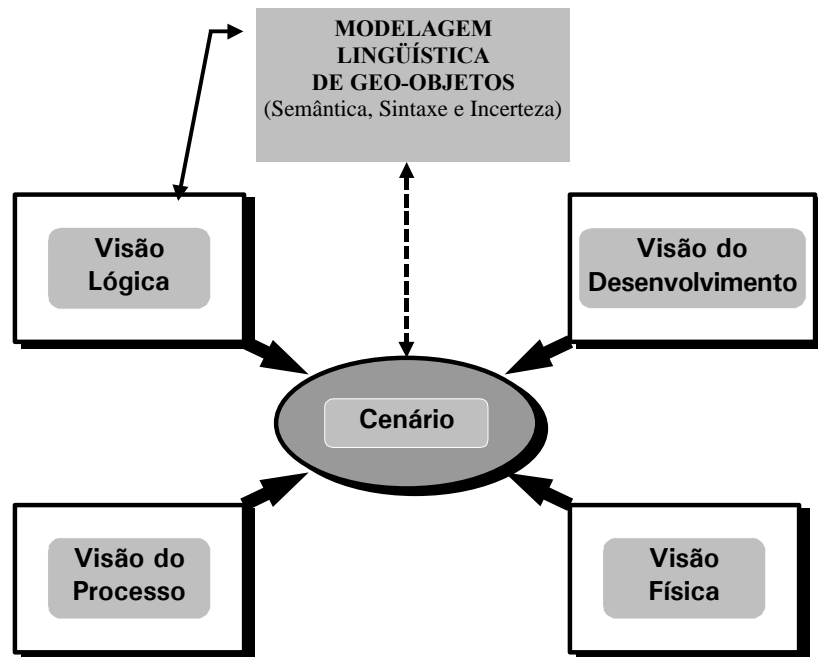 MODELAGEM
LINGÜÍSTICA
DE GEO-OBJETOS
(Semântica, Sintaxe e Incerteza)
Visão
Lógica
Visão do
Desenvolvimento
Cenário
Visão do
Processo
Visão
Física